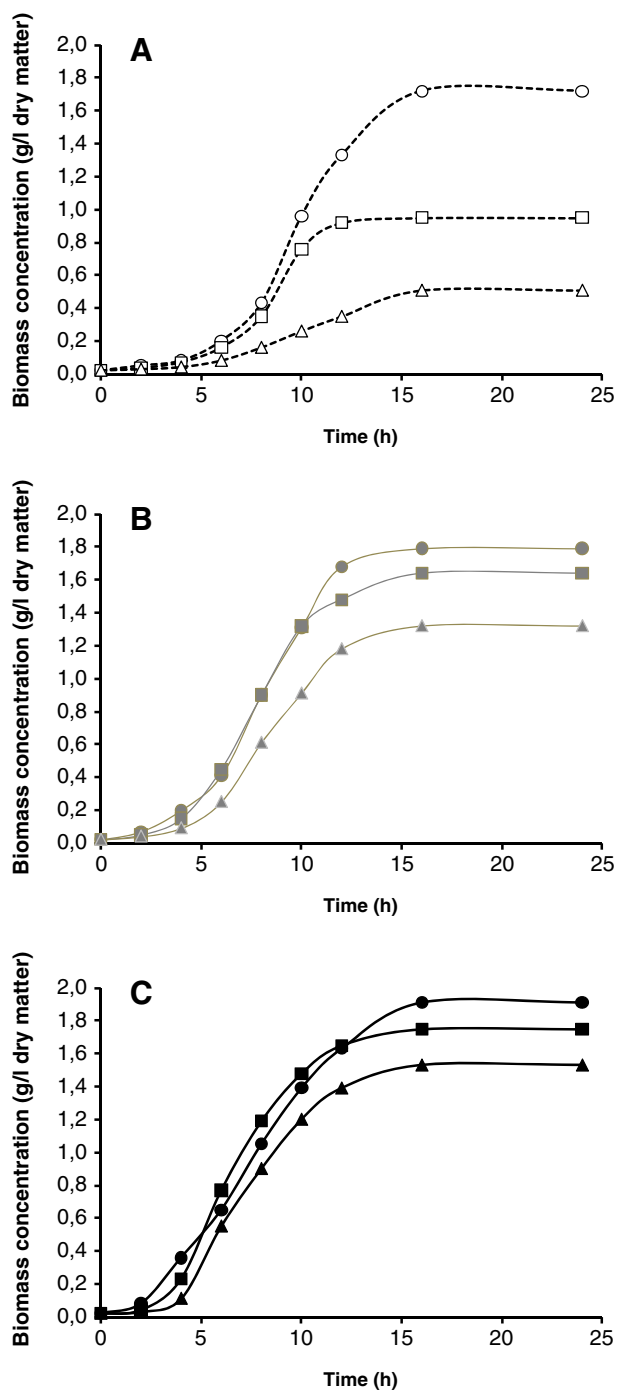 A
Biomass concentration (g/l dry matter)
2,0
1,8
1,6
1,4
1,2
1,0
0,8
0,6
0,4
0,2
0,0
0 5 10 15 20 25
Time (h)
B
Biomass concentration (g/l dry matter)
2,0
1,8
1,6
1,4
1,2
1,0
0,8
0,6
0,4
0,2
0,0
0 5 10 15 20 25
Time (h)
C
Biomass concentration (g/l dry matter)
2,0
1,8
1,6
1,4
1,2
1,0
0,8
0,6
0,4
0,2
0,0
0 5 10 15 20 25
Time (h)